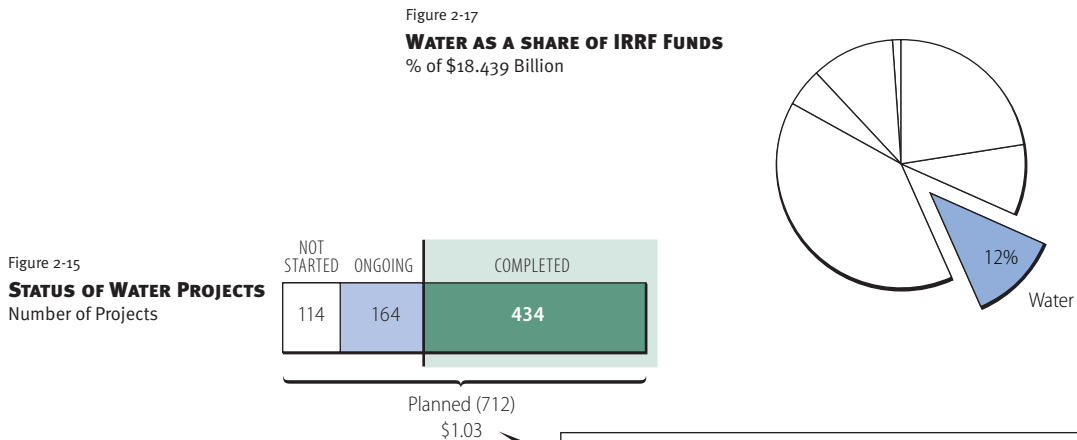 Figure 2-17
WATER AS A SHARE OF IRRF FUNDS
% of $18.439 Billion
12%
Water
Figure 2-15
STATUS OF WATER PROJECTS
Number of Projects
NOT
STARTED ONGOING COMPLETED
114 164 434
Planned (712)
$1.03